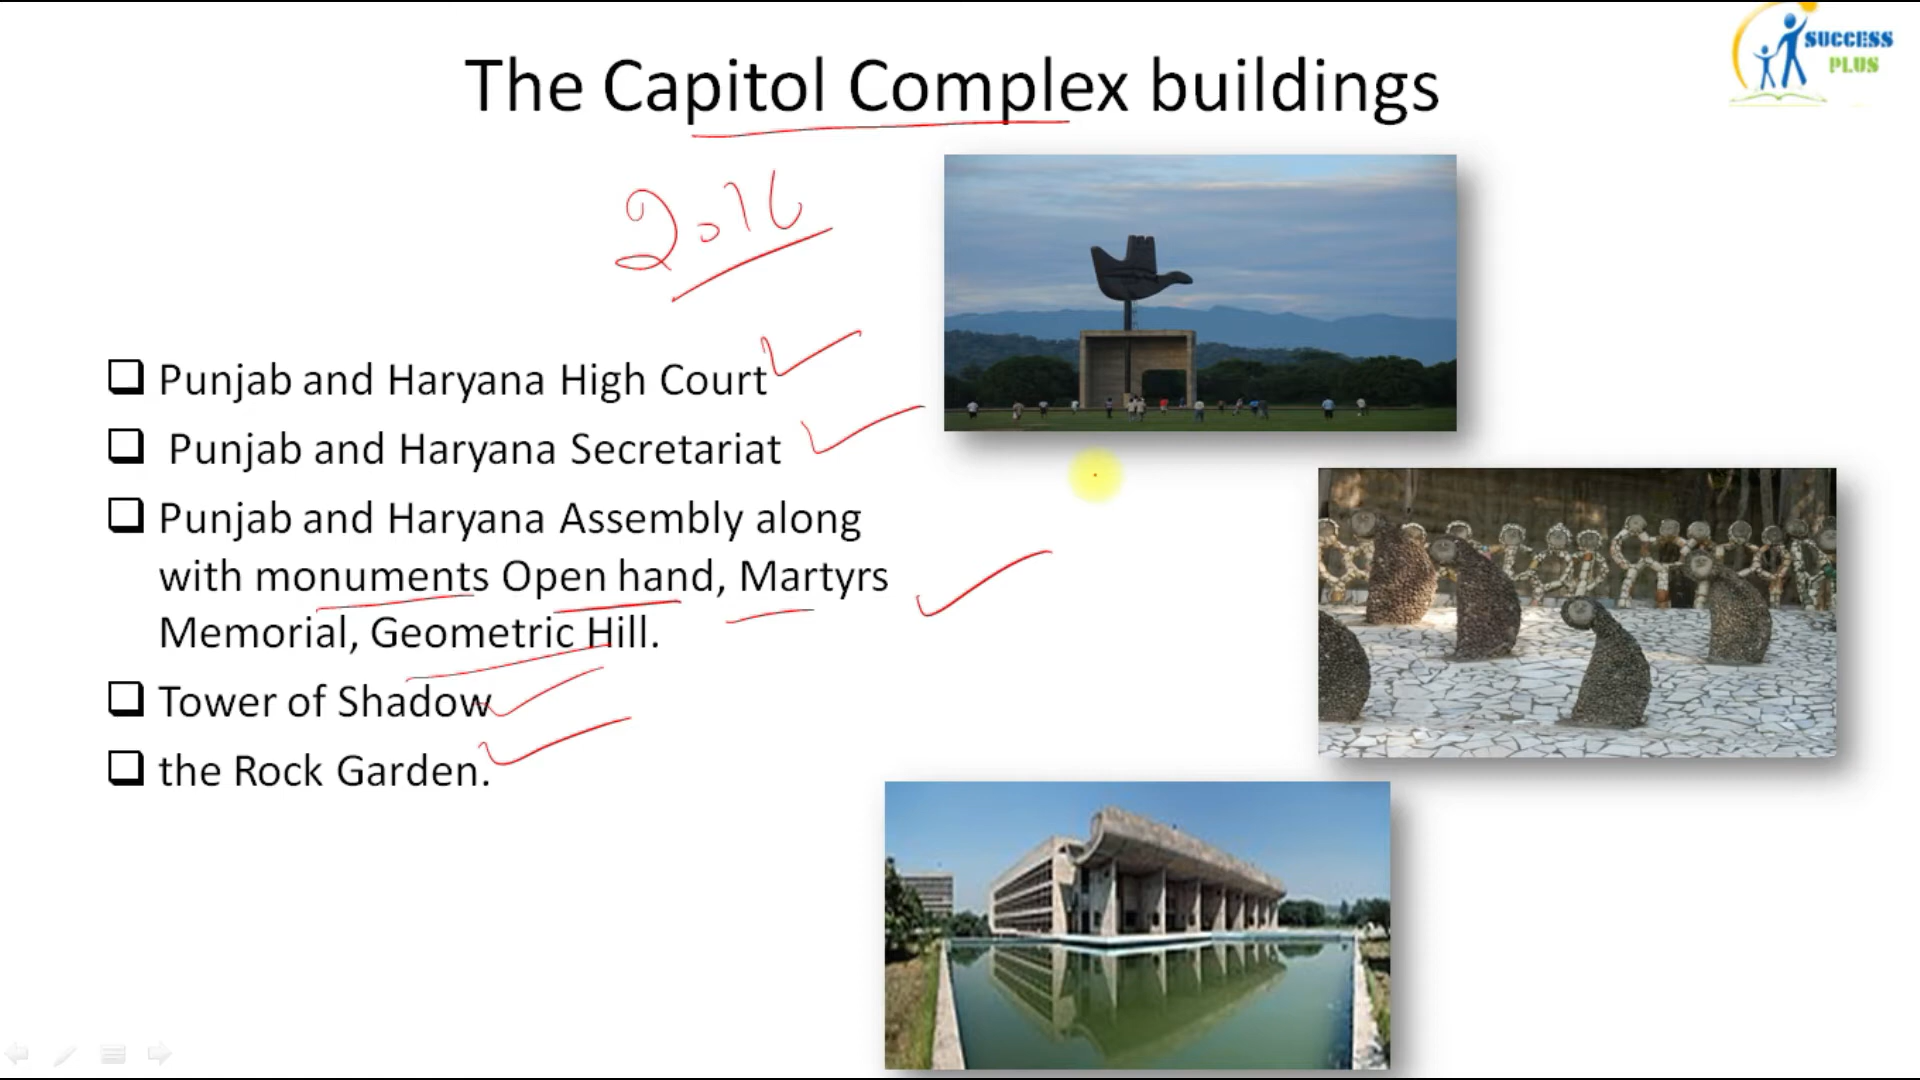 SUCCESS
PLUS
The Capitol Complex buildings
2016
Punjab and Haryana High Court
Punjab and Haryana Secretariat
Punjab and Haryana Assembly along
with monuments Open hand, Martyrs
Memorial, Geometric Hill.
Tower of Shadow
the Rock Garden.